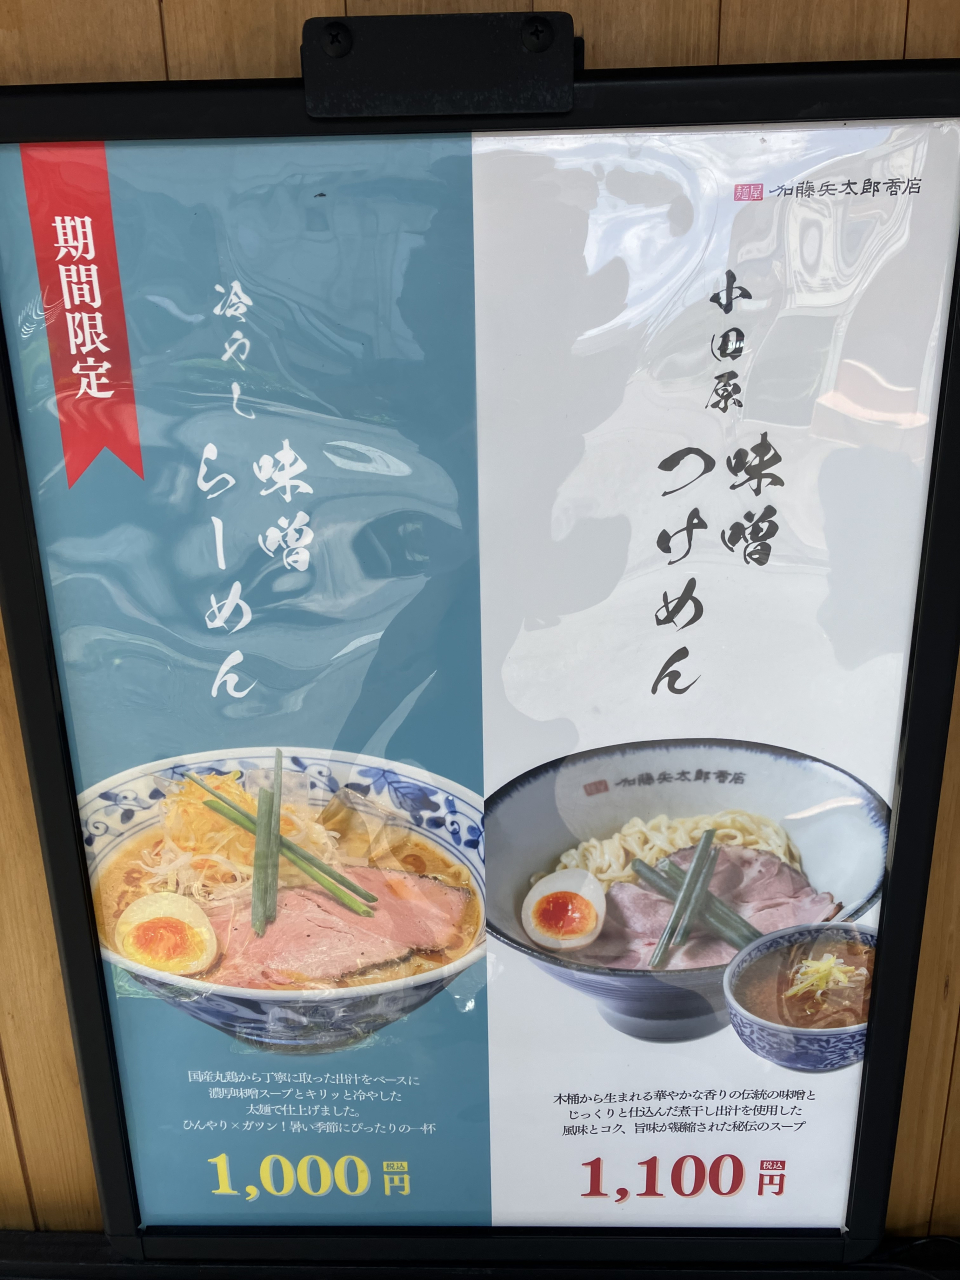 期間限定
冷やし
味噌
らーめん
国産丸鶏から丁寧に取った出汁をベースに
濃厚味噌スープとキリッと冷やした
太麺で仕上げました。
ひんやり×ガツン！暑い季節にぴったりの一杯
1,000円
税込
麺屋 加藤兵太郎商店
小田原
味噌
つけめん
加藤兵太郎商店
木桶から生まれる華やかな香りの伝統の味噌と
じっくりと仕込んだ煮干し出汁を使用した
風味とコク、旨味が凝縮された秘伝のスープ
1,100円
税込